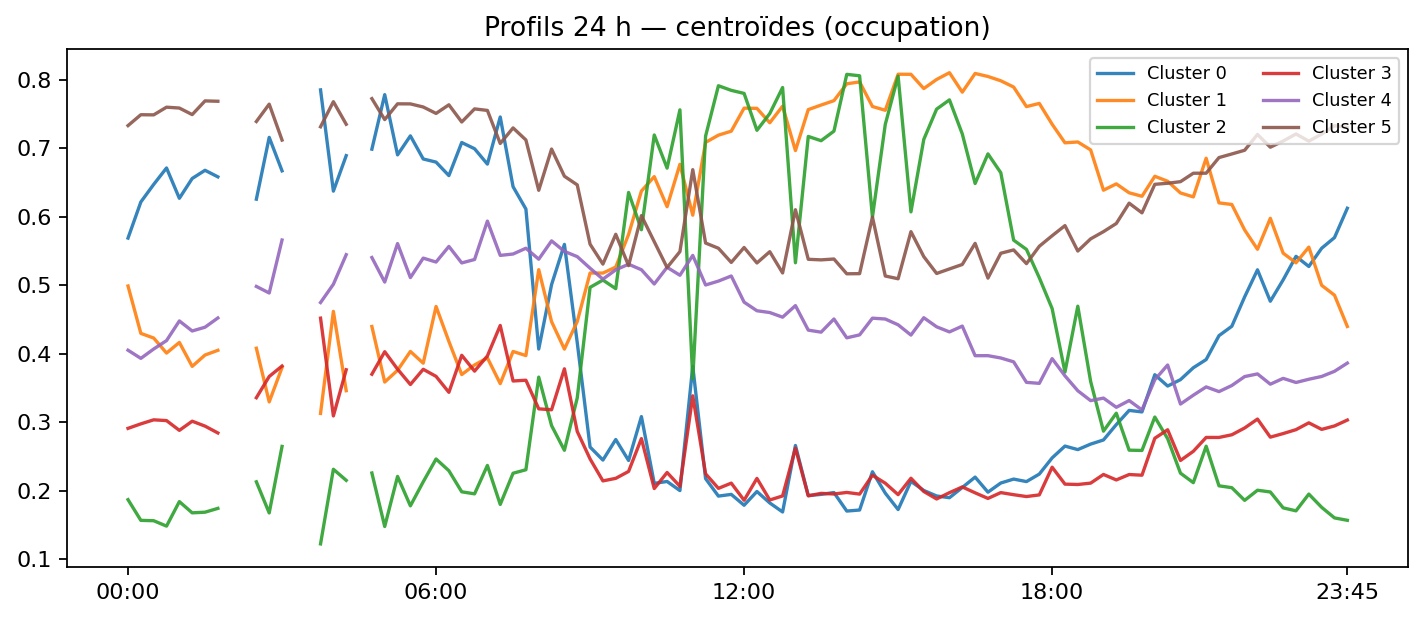 Profils 24 h — centroïdes (occupation)
0.8
0.7
0.6
0.5
0.4
0.3
0.2
0.1
Cluster 0
Cluster 1
Cluster 2
Cluster 3
Cluster 4
Cluster 5
00:00
06:00
12:00
18:00
23:45